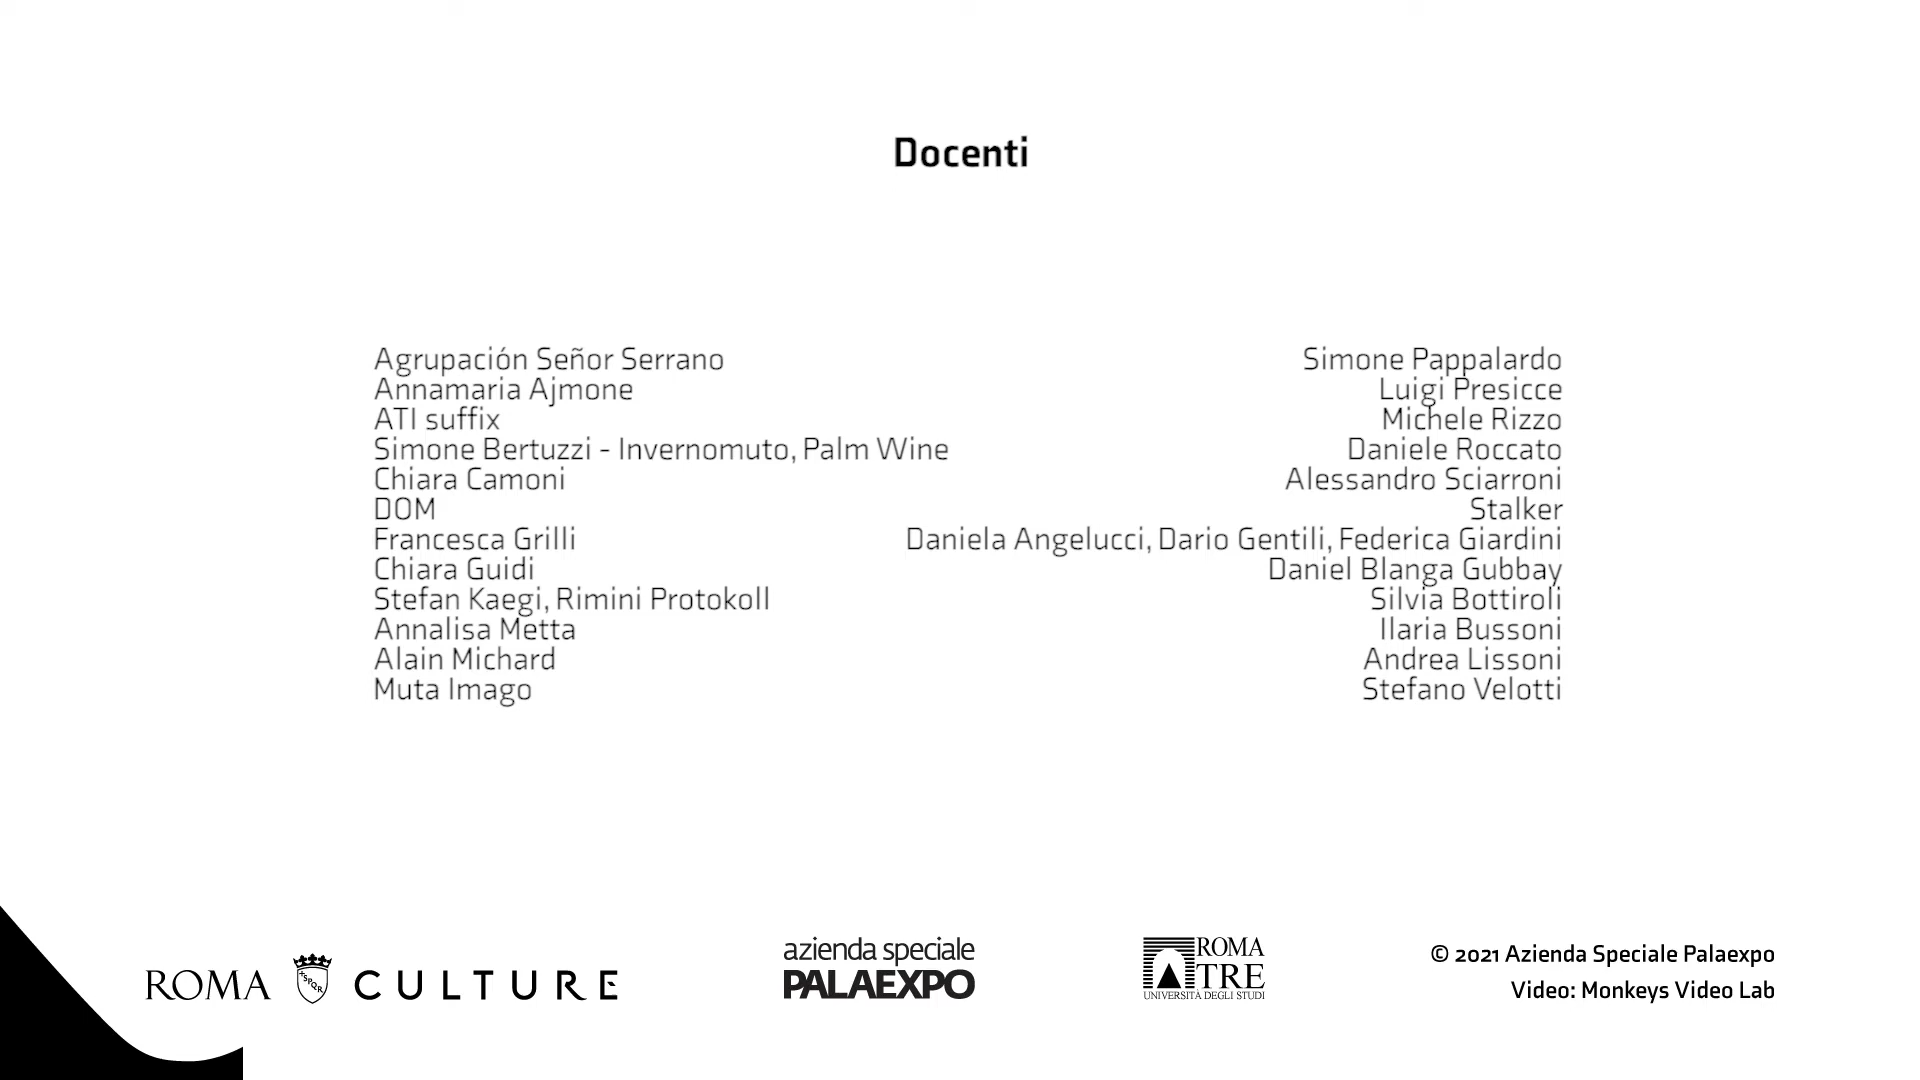 Docenti
Agrupación Señor Serrano
Annamaria Ajmone
ATI suffix
Simone Bertuzzi - Invernomuto, Palm Wine
Chiara Camoni
DOM
Francesca Grilli
Chiara Guidi
Stefan Kaegi, Rimini Protokoll
Annalisa Metta
Alain Michard
Muta Imago
Simone Pappalardo
Luigi Presicce
Michele Rizzo
Daniele Roccato
Alessandro Sciarroni
Stalker
Daniela Angelucci, Dario Gentili, Federica Giardini
Daniel Blanga Gubbay
Silvia Bottiroli
Ilaria Bussoni
Andrea Lissoni
Stefano Velotti
ROMA SPQR CULTURE
azienda speciale
PALAEXPO
ROMA
TRE
UNIVERSITÀ DEGLI STUDI
© 2021 Azienda Speciale Palaexpo
Video: Monkeys Video Lab